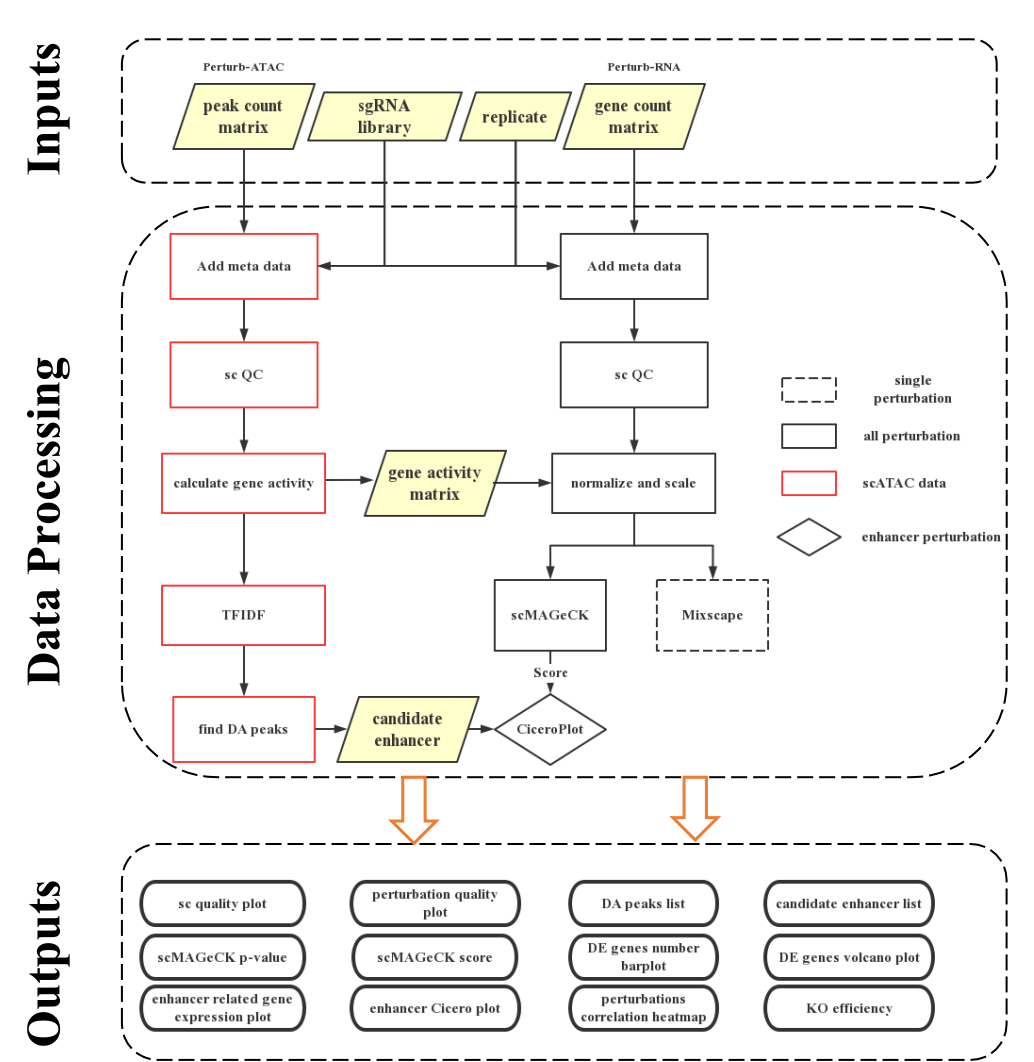 Inputs
Perturb-ATAC
Perturb-RNA
peak count
matrix
sgRNA
library
replicate
gene count
matrix
Data Processing
Add meta data
Add meta data
sc QC
sc QC
single
perturbation
all perturbation
scATAC data
enhancer perturbation
calculate gene activity
gene activity
matrix
normalize and scale
TFIDF
scMAGeCK
Mixscape
Score
find DA peaks
candidate
enhancer
CiceroPlot
Outputs
sc quality plot
perturbation quality
plot
DA peaks list
candidate enhancer list
scMAGeCK p-value
scMAGeCK score
DE genes number
barplot
DE genes volcano plot
enhancer related gene
expression plot
enhancer Cicero plot
perturbations
correlation heatmap
KO efficiency